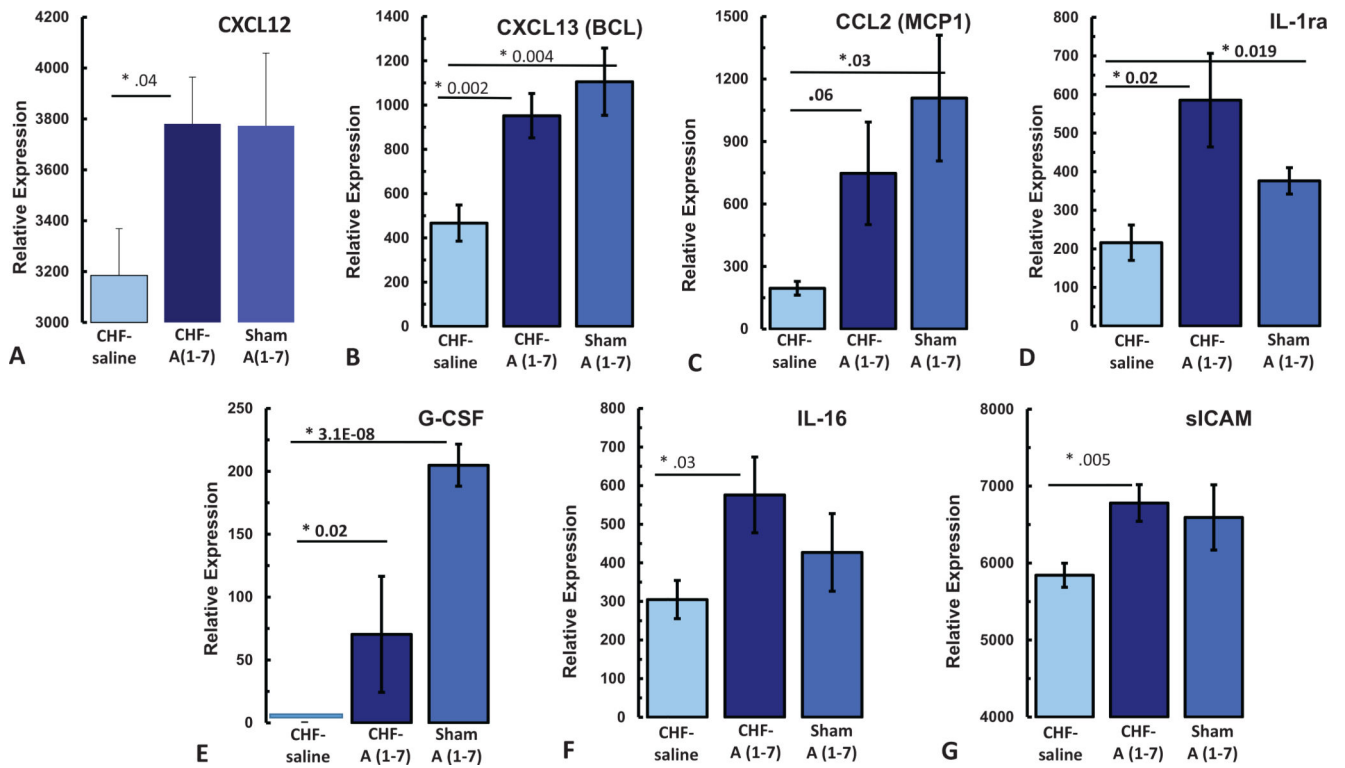 CXCL12
Relative Expression
4200
4000
3800
3600
3400
3200
3000
* .04
CHF-
saline
CHF-
A(1-7)
Sham
A(1-7)
A
CXCL13 (BCL)
Relative Expression
1400
1200
1000
800
600
400
200
0
* 0.004
* 0.002
CHF-
saline
CHF-
A (1-7)
Sham
A (1-7)
B
CCL2 (MCP1)
Relative Expression
1500
1200
900
600
300
0
*.03
.06
CHF-
saline
CHF-
A (1-7)
Sham
A (1-7)
C
IL-1ra
Relative Expression
800
700
600
500
400
300
200
100
0
* 0.019
* 0.02
CHF-
saline
CHF-
A (1-7)
Sham
A (1-7)
D
G-CSF
Relative Expression
250
200
150
100
50
0
* 3.1E-08
* 0.02
CHF-
saline
CHF-
A (1-7)
Sham
A (1-7)
E
IL-16
Relative Expression
800
700
600
500
400
300
200
100
0
* .03
CHF-
saline
CHF-
A (1-7)
Sham
A (1-7)
F
sICAM
Relative Expression
8000
7000
6000
5000
4000
* .005
CHF-
saline
CHF-
A (1-7)
Sham
A (1-7)
G